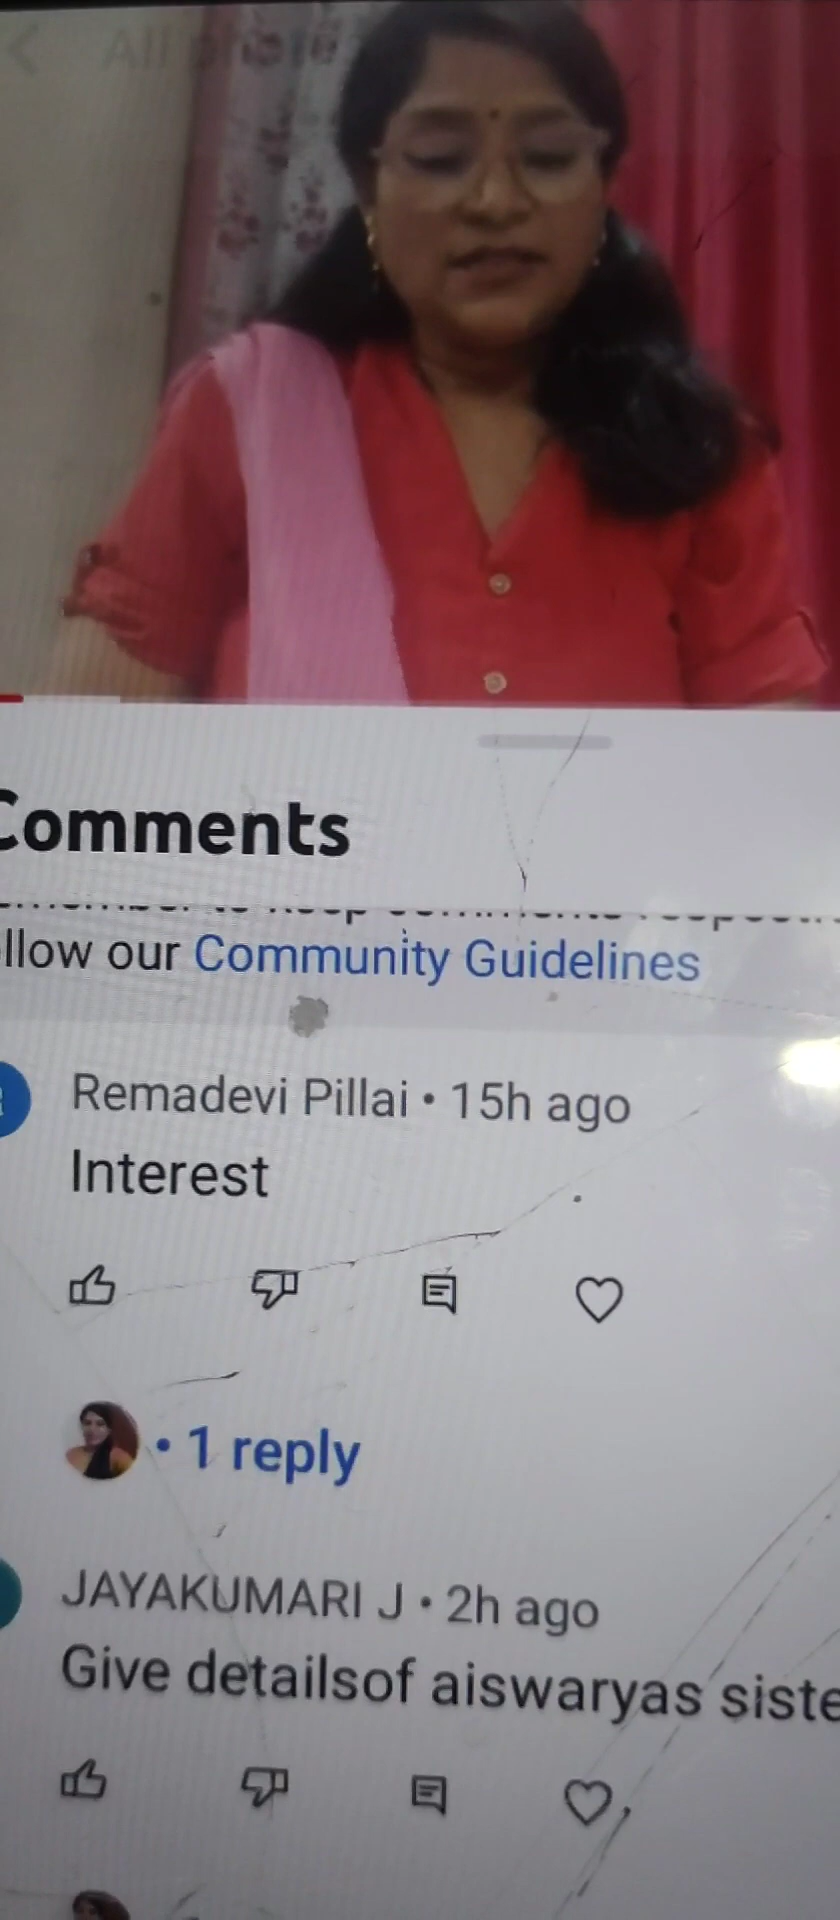 All
Comments
llow our Community Guidelines
Remadevi Pillai • 15h ago
Interest
• 1 reply
JAYAKUMARI J • 2h ago
Give detailsof aiswaryas siste